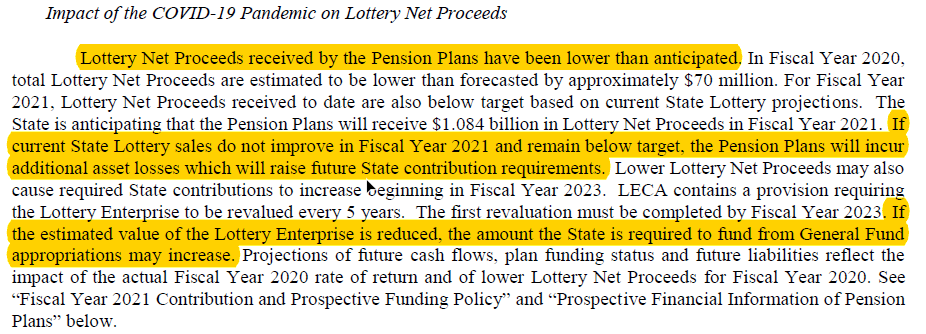 Impact of the COVID-19 Pandemic on Lottery Net Proceeds
Lottery Net Proceeds received by the Pension Plans have been lower than anticipated. In Fiscal Year 2020,
total Lottery Net Proceeds are estimated to be lower than forecasted by approximately $70 million. For Fiscal Year
2021, Lottery Net Proceeds received to date are also below target based on current State Lottery projections. The
State is anticipating that the Pension Plans will receive $1.084 billion in Lottery Net Proceeds in Fiscal Year 2021. If
current State Lottery sales do not improve in Fiscal Year 2021 and remain below target, the Pension Plans will incur
additional asset losses which will raise future State contribution requirements. Lower Lottery Net Proceeds may also
cause required State contributions to increase beginning in Fiscal Year 2023. LECA contains a provision requiring
the Lottery Enterprise to be revalued every 5 years. The first revaluation must be completed by Fiscal Year 2023. If
the estimated value of the Lottery Enterprise is reduced, the amount the State is required to fund from General Fund
appropriations may increase. Projections of future cash flows, plan funding status and future liabilities reflect the
impact of the actual Fiscal Year 2020 rate of return and of lower Lottery Net Proceeds for Fiscal Year 2020. See
“Fiscal Year 2021 Contribution and Prospective Funding Policy” and “Prospective Financial Information of Pension
Plans” below.